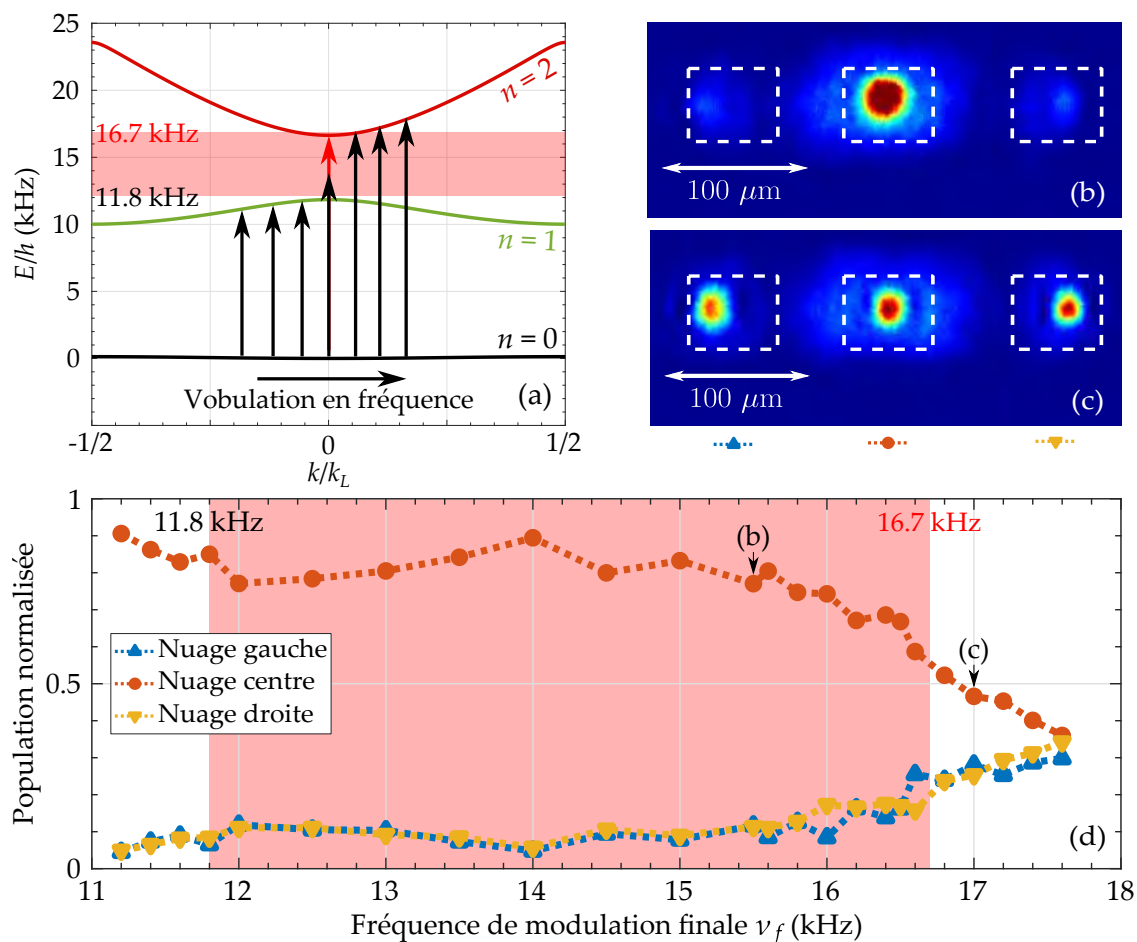 25
20
15
10
5
0
E/h (kHz)
16.7 kHz
11.8 kHz
n = 2
n = 1
n = 0
Vobulation en fréquence
(a)
-1/2
0
1/2
k/k_L
100 μm
(b)
100 μm
(c)
1
0.5
0
Population normalisée
11.8 kHz
16.7 kHz
(b)
(c)
Nuage gauche
Nuage centre
Nuage droite
(d)
11
12
13
14
15
16
17
18
Fréquence de modulation finale ν_f (kHz)